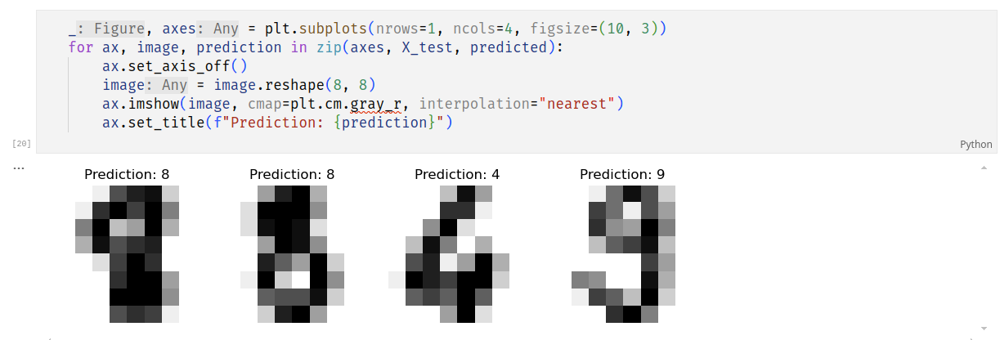 _: Figure, axes: Any = plt.subplots(nrows=1, ncols=4, figsize=(10, 3))
for ax, image, prediction in zip(axes, X_test, predicted):
    ax.set_axis_off()
    image: Any = image.reshape(8, 8)
    ax.imshow(image, cmap=plt.cm.gray_r, interpolation="nearest")
    ax.set_title(f"Prediction: {prediction}")
[20]
Python
...
Prediction: 8
Prediction: 8
Prediction: 4
Prediction: 9